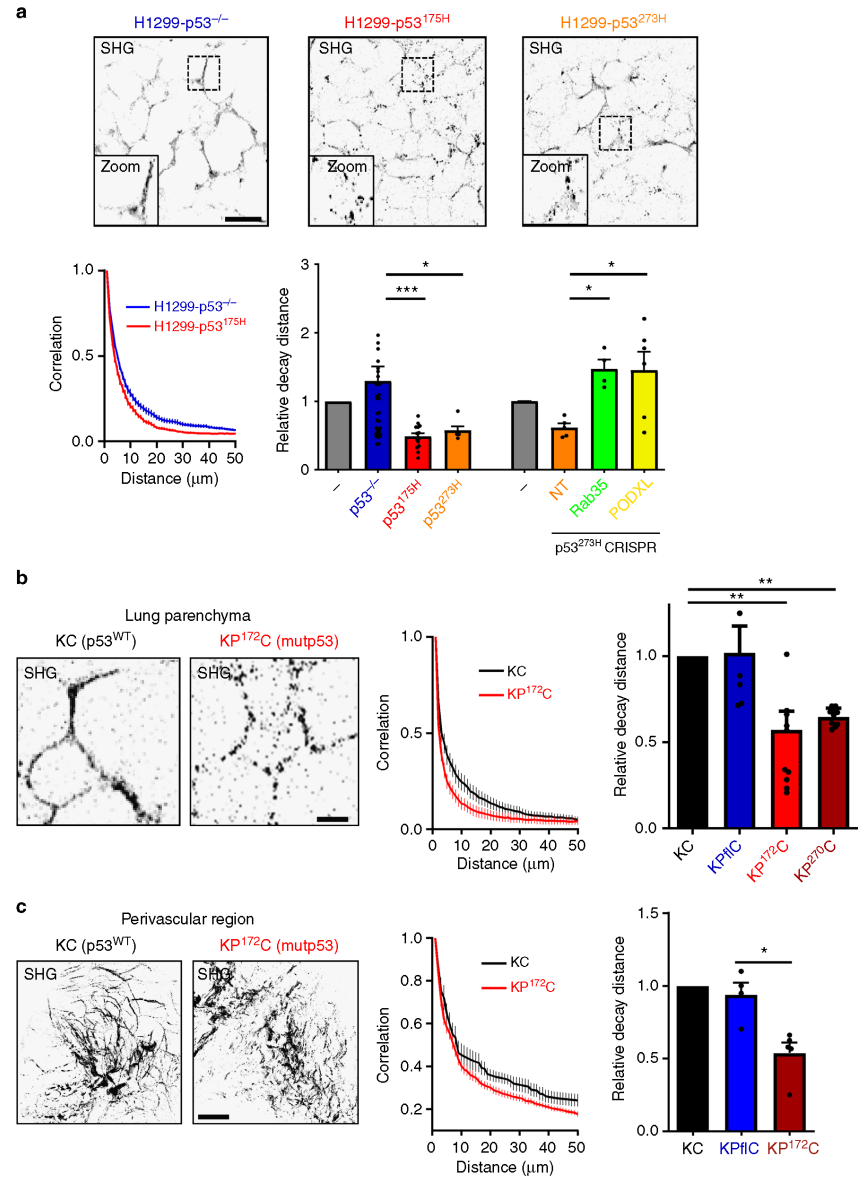 a
H1299-p53–/– H1299-p53175H H1299-p53273H
SHG SHG SHG
Zoom Zoom Zoom
1.0
0.5
0.0
Correlation
H1299-p53–/–
H1299-p53175H
0 10 20 30 40 50
Distance (μm)
3
2
1
0
Relative decay distance
* *
*** *
– p53–/– p53175H p53273H – NT Rab35 PODXL
p53273H CRISPR
b
Lung parenchyma
KC (p53WT) KP172C (mutp53)
SHG SHG
1.0
0.5
0.0
Correlation
KC
KP172C
0 10 20 30 40 50
Distance (μm)
**
**
1.0
0.5
0.0
Relative decay distance
KC KPflC KP172C KP270C
c
Perivascular region
KC (p53WT) KP172C (mutp53)
SHG SHG
1.0
0.8
0.6
0.4
0.2
Correlation
KC
KP172C
0 10 20 30 40 50
Distance (μm)
1.5
1.0
0.5
0.0
Relative decay distance
*
KC KPflC KP172C